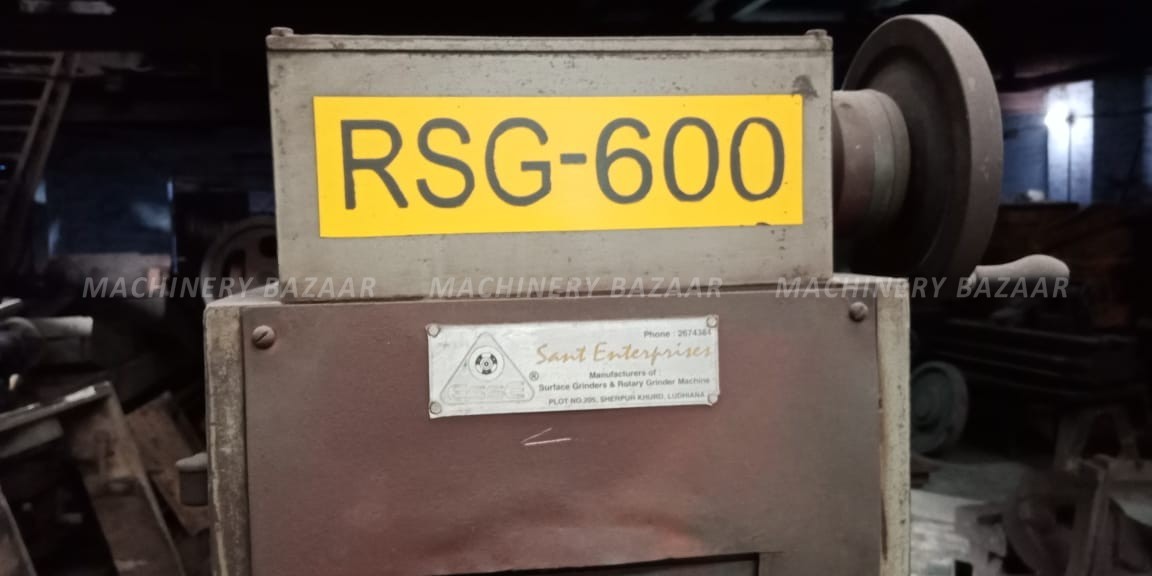 RSG-600
MACHINERY BAZAAR MACHINERY BAZAAR MACHINERY BAZAAR
Phone : 2674364
Sant Enterprises
®
Manufacturers of :
Surface Grinders & Rotary Grinder Machine
PLOT NO.205, SHERPUR KHURD, LUDHIANA